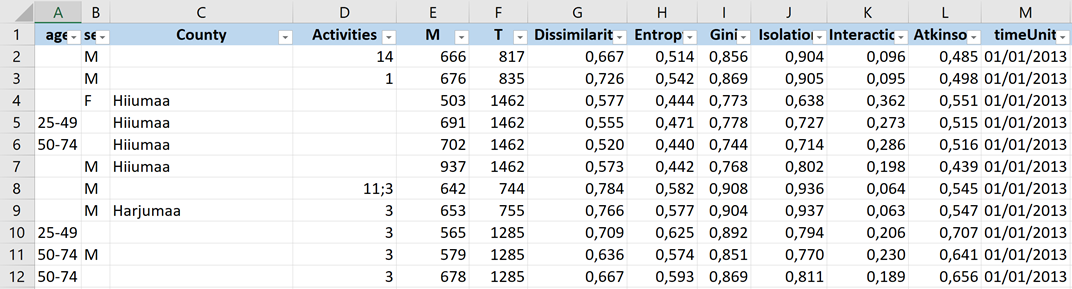 A B C D E F G H I J K L M
1 age se County Activities M T Dissimilarit Entrop Gini Isolation Interactic Atkinso timeUnit
2 M 14 666 817 0,667 0,514 0,856 0,904 0,096 0,485 01/01/2013
3 M 1 676 835 0,726 0,542 0,869 0,905 0,095 0,498 01/01/2013
4 F Hiiumaa 503 1462 0,577 0,444 0,773 0,638 0,362 0,551 01/01/2013
5 25-49 Hiiumaa 691 1462 0,555 0,471 0,778 0,727 0,273 0,515 01/01/2013
6 50-74 Hiiumaa 702 1462 0,520 0,440 0,744 0,714 0,286 0,516 01/01/2013
7 M Hiiumaa 937 1462 0,573 0,442 0,768 0,802 0,198 0,439 01/01/2013
8 M 11;3 642 744 0,784 0,582 0,908 0,936 0,064 0,545 01/01/2013
9 M Harjumaa 3 653 755 0,766 0,577 0,904 0,937 0,063 0,547 01/01/2013
10 25-49 3 565 1285 0,709 0,625 0,892 0,794 0,206 0,707 01/01/2013
11 50-74 M 3 579 1285 0,636 0,574 0,851 0,770 0,230 0,641 01/01/2013
12 50-74 3 678 1285 0,667 0,593 0,869 0,811 0,189 0,656 01/01/2013